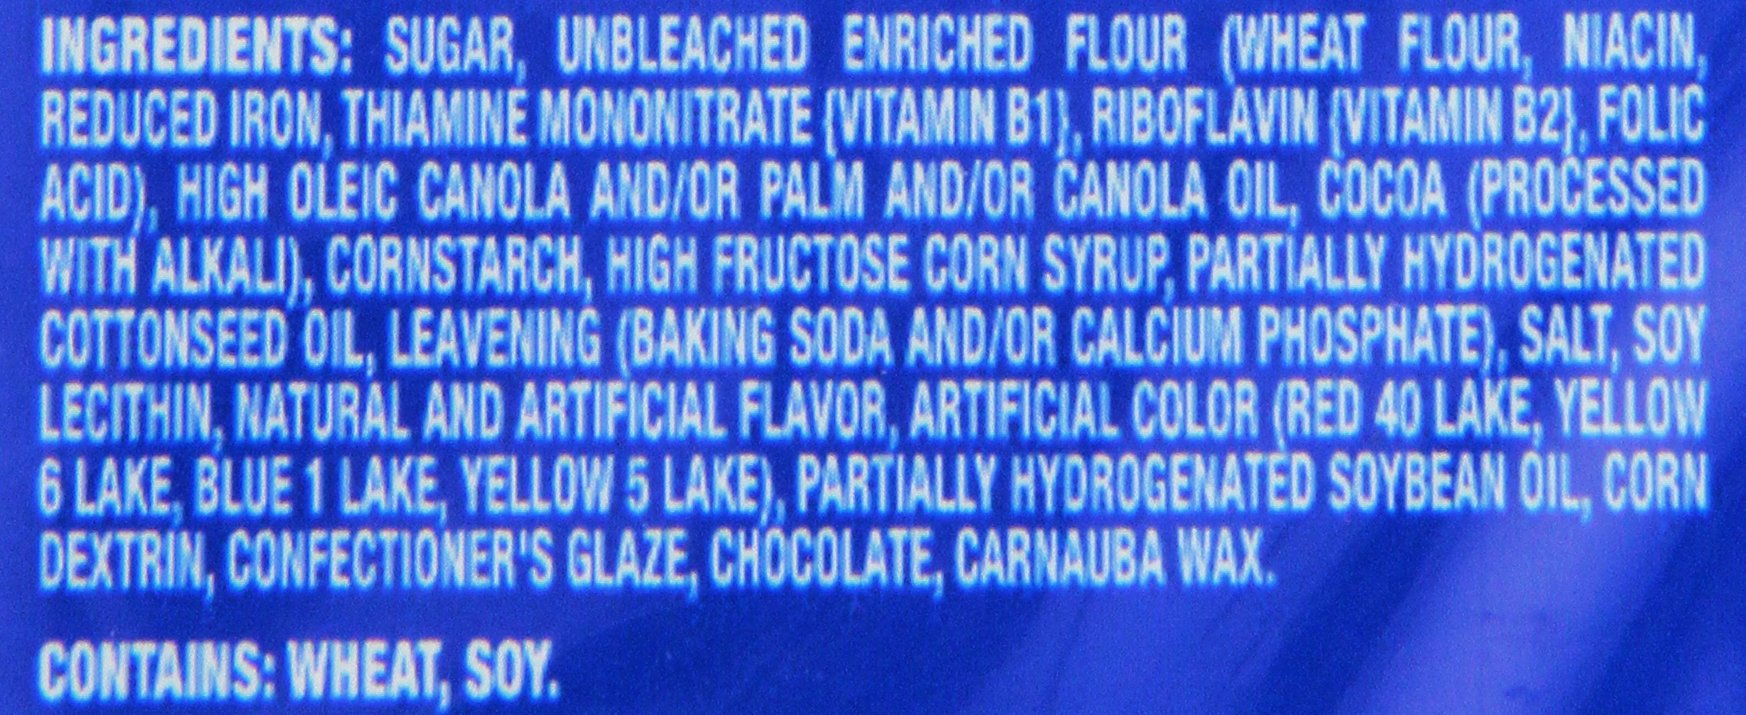 INGREDIENTS: SUGAR, UNBLEACHED ENRICHED FLOUR (WHEAT FLOUR, NIACIN,
REDUCED IRON, THIAMINE MONONITRATE {VITAMIN B1}, RIBOFLAVIN {VITAMIN B2}, FOLIC
ACID), HIGH OLEIC CANOLA AND/OR PALM AND/OR CANOLA OIL, COCOA (PROCESSED
WITH ALKALI), CORNSTARCH, HIGH FRUCTOSE CORN SYRUP, PARTIALLY HYDROGENATED
COTTONSEED OIL, LEAVENING (BAKING SODA AND/OR CALCIUM PHOSPHATE), SALT, SOY
LECITHIN, NATURAL AND ARTIFICIAL FLAVOR, ARTIFICIAL COLOR (RED 40 LAKE, YELLOW
6 LAKE, BLUE 1 LAKE, YELLOW 5 LAKE), PARTIALLY HYDROGENATED SOYBEAN OIL, CORN
DEXTRIN, CONFECTIONER'S GLAZE, CHOCOLATE, CARNAUBA WAX.
CONTAINS: WHEAT, SOY.